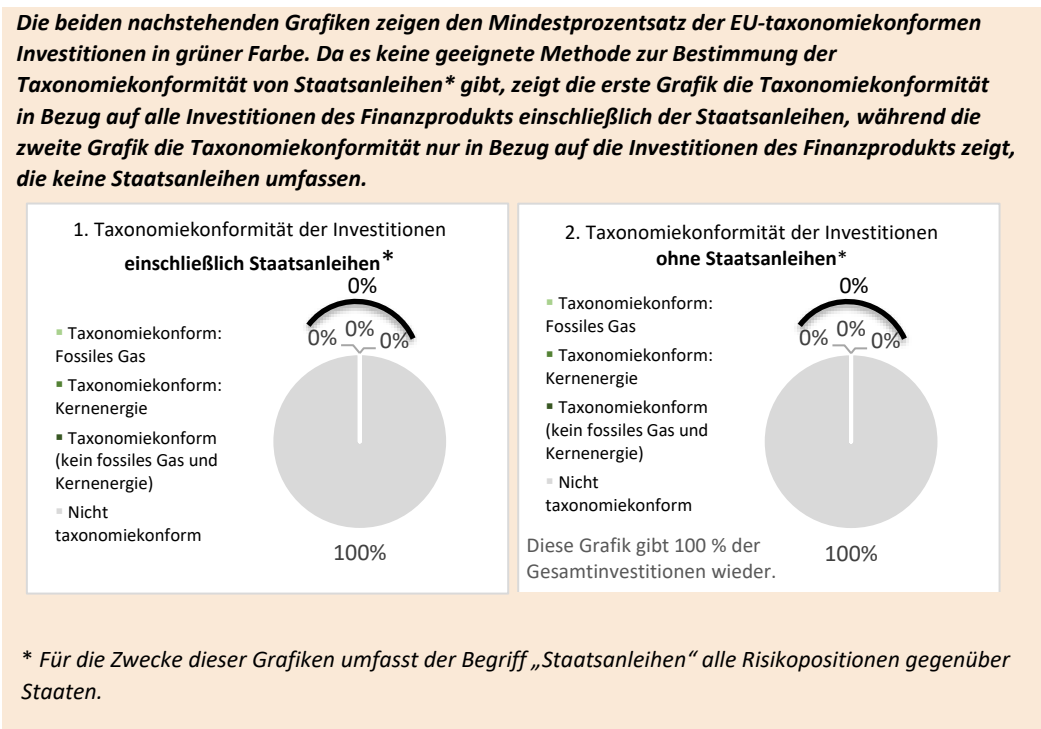 Die beiden nachstehenden Grafiken zeigen den Mindestprozentsatz der EU-taxonomiekonformen
Investitionen in grüner Farbe. Da es keine geeignete Methode zur Bestimmung der
Taxonomiekonformität von Staatsanleihen* gibt, zeigt die erste Grafik die Taxonomiekonformität
in Bezug auf alle Investitionen des Finanzprodukts einschließlich der Staatsanleihen, während die
zweite Grafik die Taxonomiekonformität nur in Bezug auf die Investitionen des Finanzprodukts zeigt,
die keine Staatsanleihen umfassen.
1. Taxonomiekonformität der Investitionen
einschließlich Staatsanleihen*
0%
0% 0% 0%
Taxonomiekonform:
Fossiles Gas
Taxonomiekonform:
Kernenergie
Taxonomiekonform
(kein fossiles Gas und
Kernenergie)
Nicht
taxonomiekonform
100%
2. Taxonomiekonformität der Investitionen
ohne Staatsanleihen*
0%
0% 0% 0%
Taxonomiekonform:
Fossiles Gas
Taxonomiekonform:
Kernenergie
Taxonomiekonform
(kein fossiles Gas und
Kernenergie)
Nicht
taxonomiekonform
Diese Grafik gibt 100 % der
Gesamtinvestitionen wieder.
100%
* Für die Zwecke dieser Grafiken umfasst der Begriff „Staatsanleihen“ alle Risikopositionen gegenüber
Staaten.